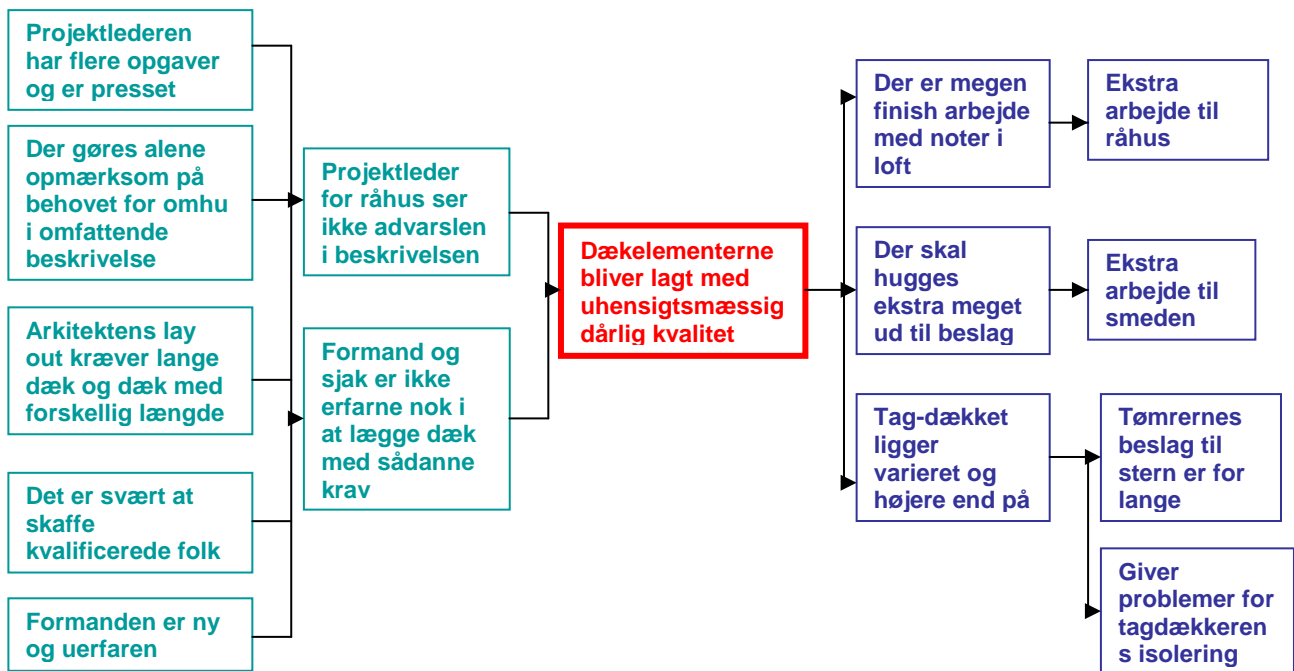 Projektlederen
har flere opgaver
og er presset
Der gøres alene
opmærksom på
behovet for omhu
i omfattende
beskrivelse
Arkitektens lay
out kræver lange
dæk og dæk med
forskellig længde
Det er svært at
skaffe
kvalificerede folk
Formanden er ny
og uerfaren
Projektleder
for råhus ser
ikke advarslen
i beskrivelsen
Formand og
sjak er ikke
erfarne nok i
at lægge dæk
med sådanne
krav
Dækelementerne
bliver lagt med
uhensigtsmæssig
dårlig kvalitet
Der er megen
finish arbejde
med noter i
loft
Der skal
hugges
ekstra meget
ud til beslag
Tag-dækket
ligger
varieret og
højere end på
Ekstra
arbejde til
råhus
Ekstra
arbejde til
smeden
Tømrernes
beslag til
stern er for
lange
Giver
problemer for
tagdækkeren
s isolering